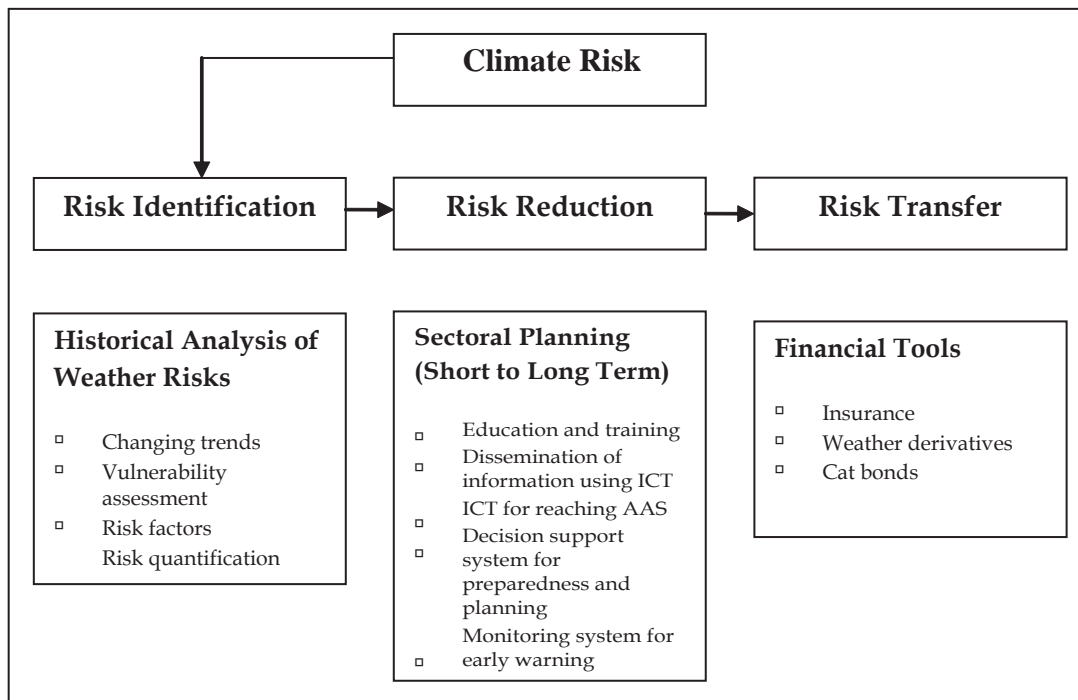 Climate Risk
Risk Identification
Risk Reduction
Risk Transfer
Historical Analysis of
Weather Risks
Changing trends
Vulnerability
assessment
Risk factors
Risk quantification
Sectoral Planning
(Short to Long Term)
Education and training
Dissemination of
information using ICT
ICT for reaching AAS
Decision support
system for
preparedness and
planning
Monitoring system for
early warning
Financial Tools
Insurance
Weather derivatives
Cat bonds